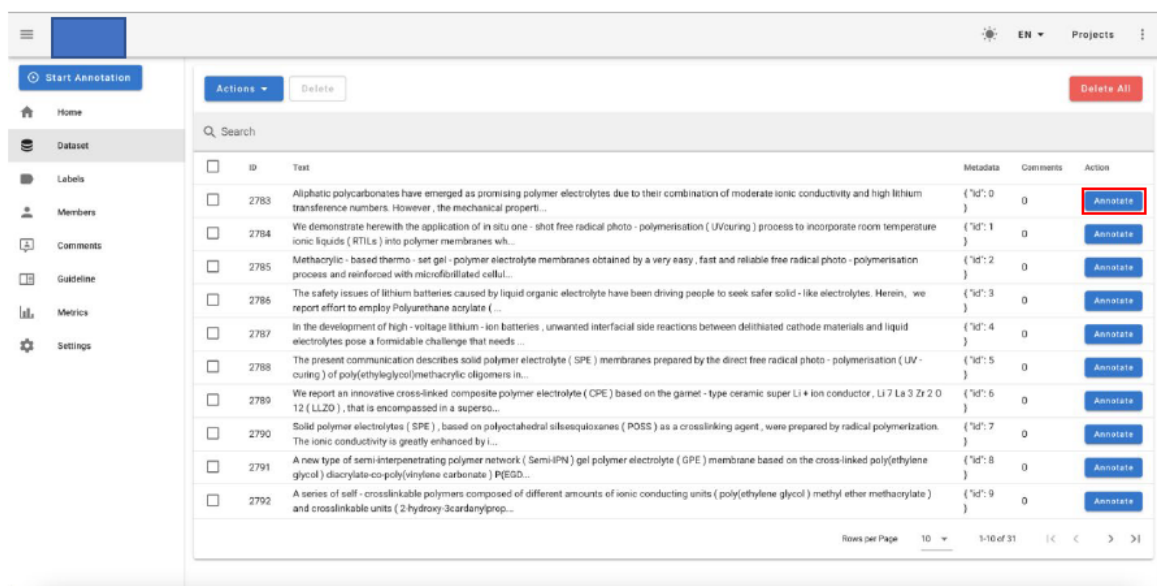 EN
Projects
Start Annotation
Home
Dataset
Labels
Members
Comments
Guideline
Metrics
Settings
Actions
Delete
Delete All
Search
ID Text Metadata Comments Action
2783 Aliphatic polycarbonates have emerged as promising polymer electrolytes due to their combination of moderate ionic conductivity and high lithium { "id": 0 0 Annotate
transference numbers. However , the mechanical properti... }
2784 We demonstrate herewith the application of in situ one - shot free radical photo - polymerisation ( UVcuring ) process to incorporate room temperature { "id": 1 0 Annotate
ionic liquids ( RTILs ) into polymer membranes wh... }
2785 Methacrylic - based thermo - set gel - polymer electrolyte membranes obtained by a very easy , fast and reliable free radical photo - polymerisation { "id": 2 0 Annotate
process and reinforced with microfibrillated cellul... }
2786 The safety issues of lithium batteries caused by liquid organic electrolyte have been driving people to seek safer solid - like electrolytes. Herein, we { "id": 3 0 Annotate
report effort to employ Polyurethane acrylate ( ... }
2787 In the development of high - voltage lithium - ion batteries , unwanted interfacial side reactions between delithiated cathode materials and liquid { "id": 4 0 Annotate
electrolytes pose a formidable challenge that needs ... }
2788 The present communication describes solid polymer electrolyte ( SPE ) membranes prepared by the direct free radical photo - polymerisation ( UV - { "id": 5 0 Annotate
curing ) of poly(ethyleglycol)methacrylic oligomers in... }
2789 We report an innovative cross-linked composite polymer electrolyte ( CPE ) based on the garnet - type ceramic super Li + ion conductor , Li 7 La 3 Zr 2 O { "id": 6 0 Annotate
12 ( LLZO ) , that is encompassed in a superso... }
2790 Solid polymer electrolytes ( SPE ) , based on polyoctahedral silsesquioxanes ( POSS ) as a crosslinking agent , were prepared by radical polymerization. { "id": 7 0 Annotate
The ionic conductivity is greatly enhanced by i... }
2791 A new type of semi-interpenetrating polymer network ( Semi-IPN ) gel polymer electrolyte ( GPE ) membrane based on the cross-linked poly(ethylene { "id": 8 0 Annotate
glycol ) diacrylate-co-poly(vinylene carbonate ) P(EGD... }
2792 A series of self - crosslinkable polymers composed of different amounts of ionic conducting units ( poly(ethylene glycol ) methyl ether methacrylate ) { "id": 9 0 Annotate
and crosslinkable units ( 2-hydroxy-3cardanylprop... }
Rows per Page 10 1-10 of 31